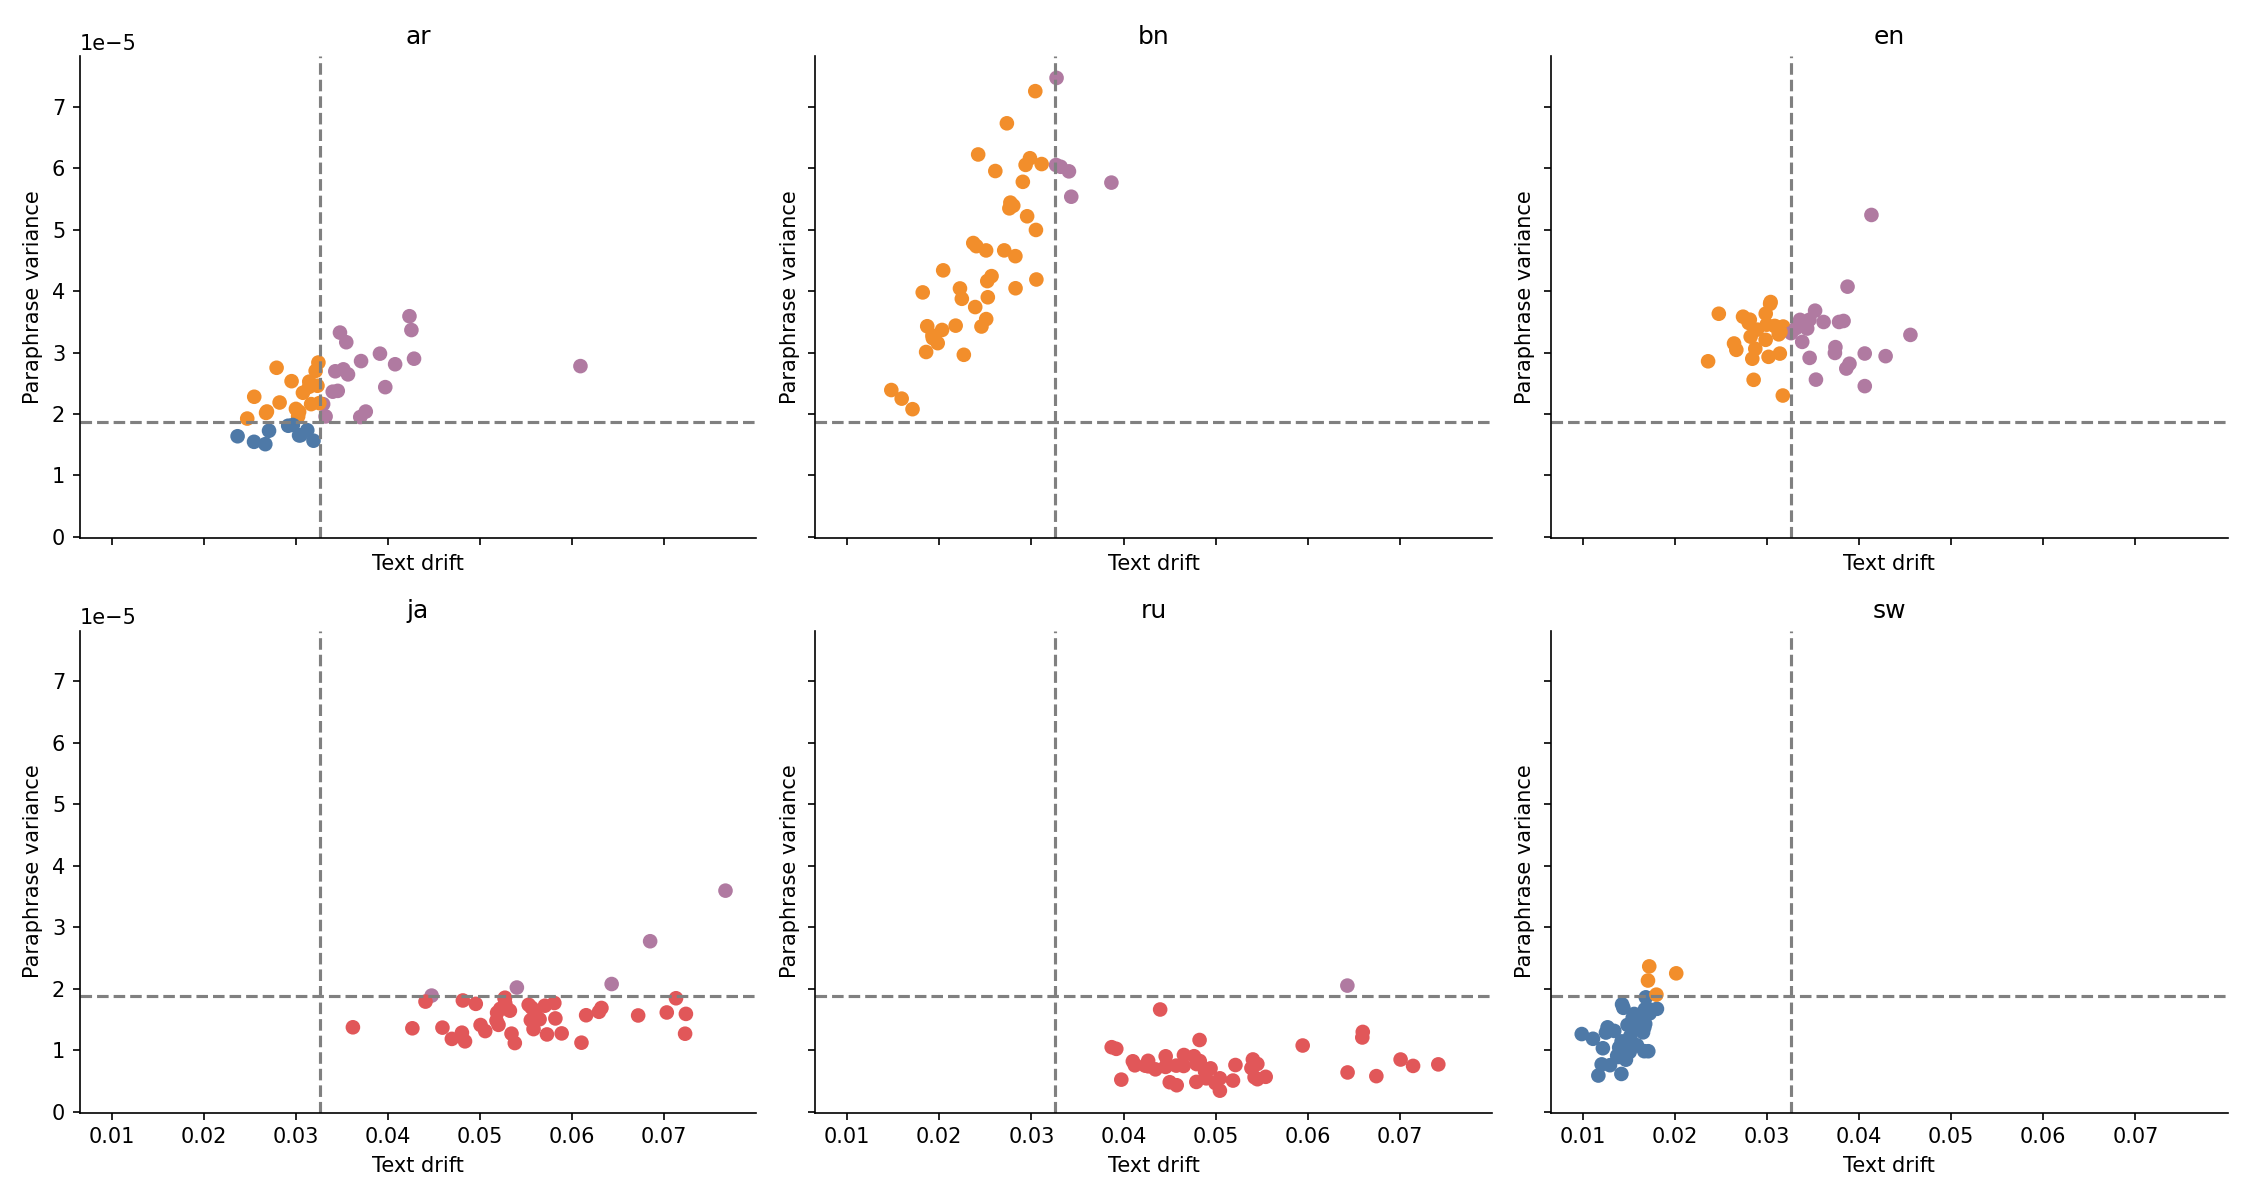 ar
1e−5
Paraphrase variance
7
6
5
4
3
2
1
0
Text drift
bn
Paraphrase variance
Text drift
en
Paraphrase variance
Text drift
ja
1e−5
Paraphrase variance
7
6
5
4
3
2
1
0
0.01 0.02 0.03 0.04 0.05 0.06 0.07
Text drift
ru
Paraphrase variance
0.01 0.02 0.03 0.04 0.05 0.06 0.07
Text drift
sw
Paraphrase variance
0.01 0.02 0.03 0.04 0.05 0.06 0.07
Text drift